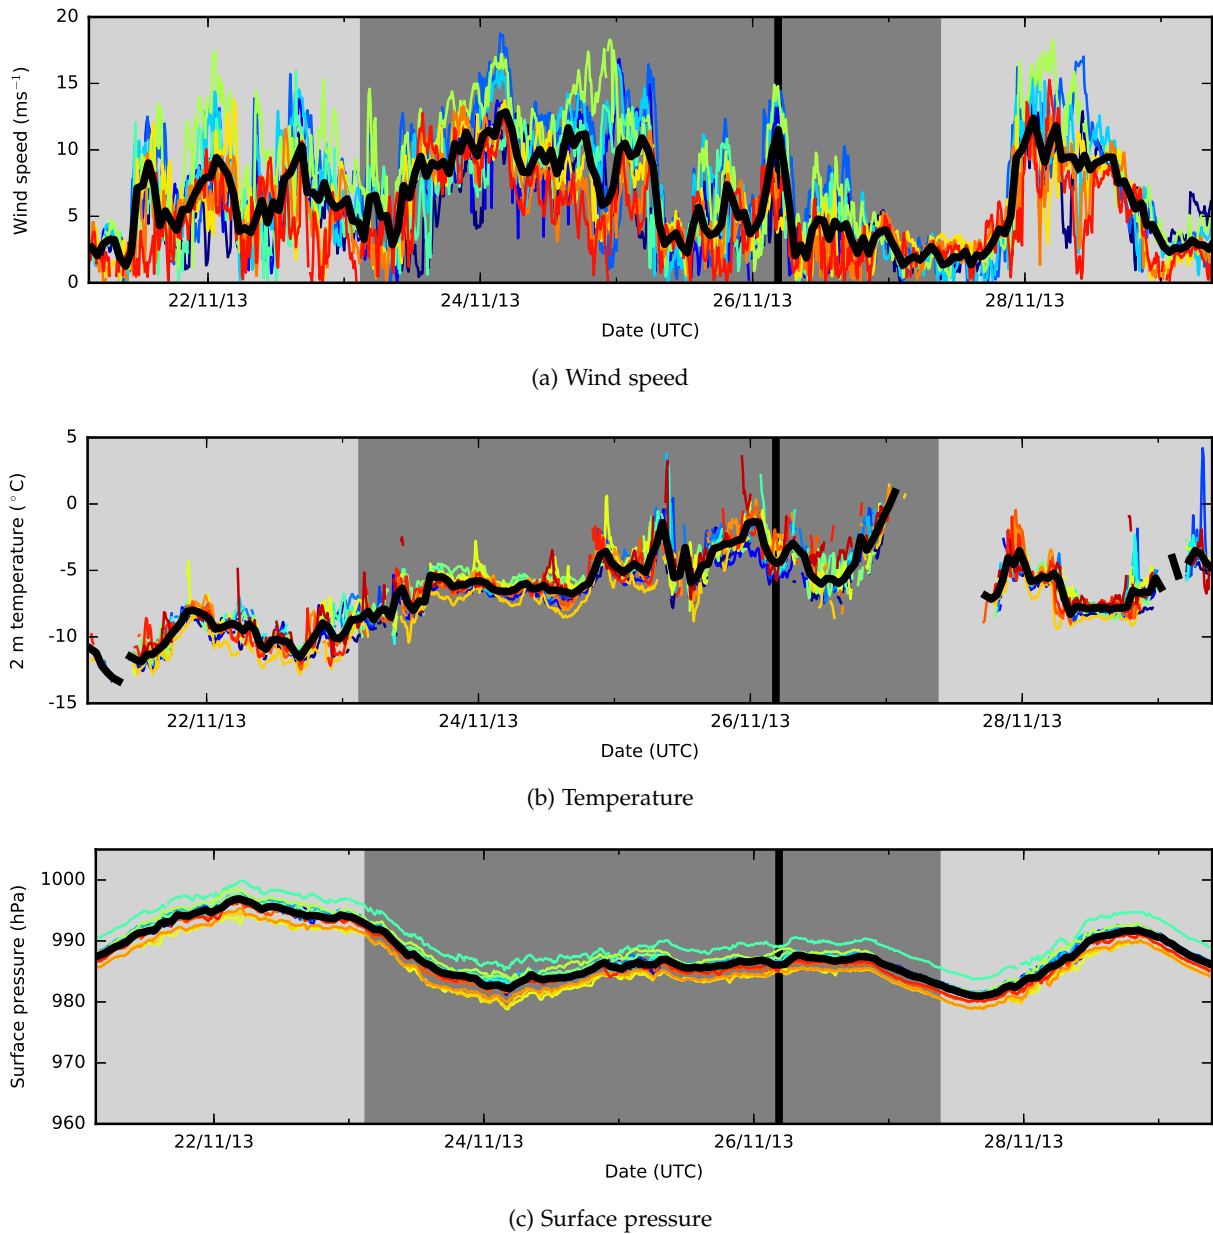 20
15
10
5
0
Wind speed (ms⁻¹)
22/11/13 24/11/13 26/11/13 28/11/13
Date (UTC)
(a) Wind speed
5
0
-5
-10
-15
2 m temperature (°C)
22/11/13 24/11/13 26/11/13 28/11/13
Date (UTC)
(b) Temperature
1000
990
980
970
960
Surface pressure (hPa)
22/11/13 24/11/13 26/11/13 28/11/13
Date (UTC)
(c) Surface pressure